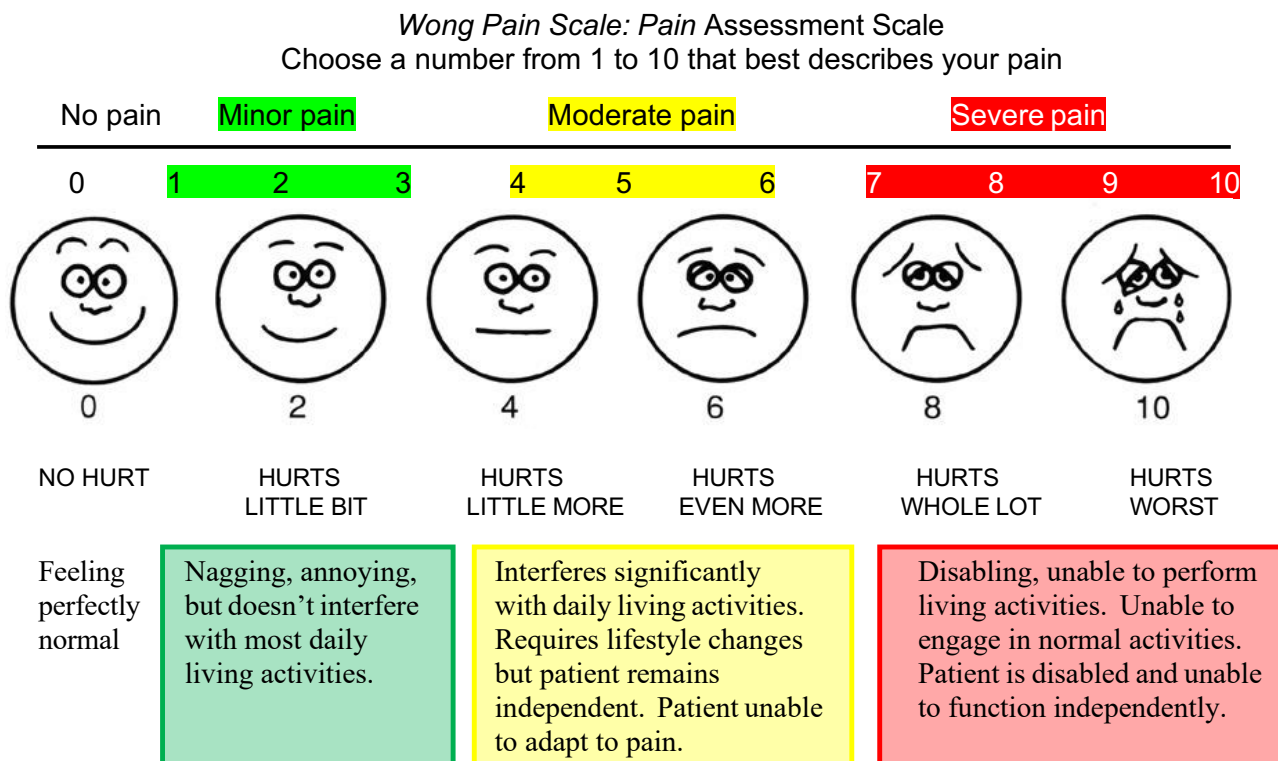 Wong Pain Scale: Pain Assessment Scale
Choose a number from 1 to 10 that best describes your pain
No pain Minor pain Moderate pain Severe pain
0 1 2 3 4 5 6 7 8 9 10
0 2 4 6 8 10
NO HURT
HURTS
LITTLE BIT
HURTS
LITTLE MORE
HURTS
EVEN MORE
HURTS
WHOLE LOT
HURTS
WORST
Feeling
perfectly
normal
Nagging, annoying,
but doesn’t interfere
with most daily
living activities.
Interferes significantly
with daily living activities.
Requires lifestyle changes
but patient remains
independent. Patient unable
to adapt to pain.
Disabling, unable to perform
living activities. Unable to
engage in normal activities.
Patient is disabled and unable
to function independently.